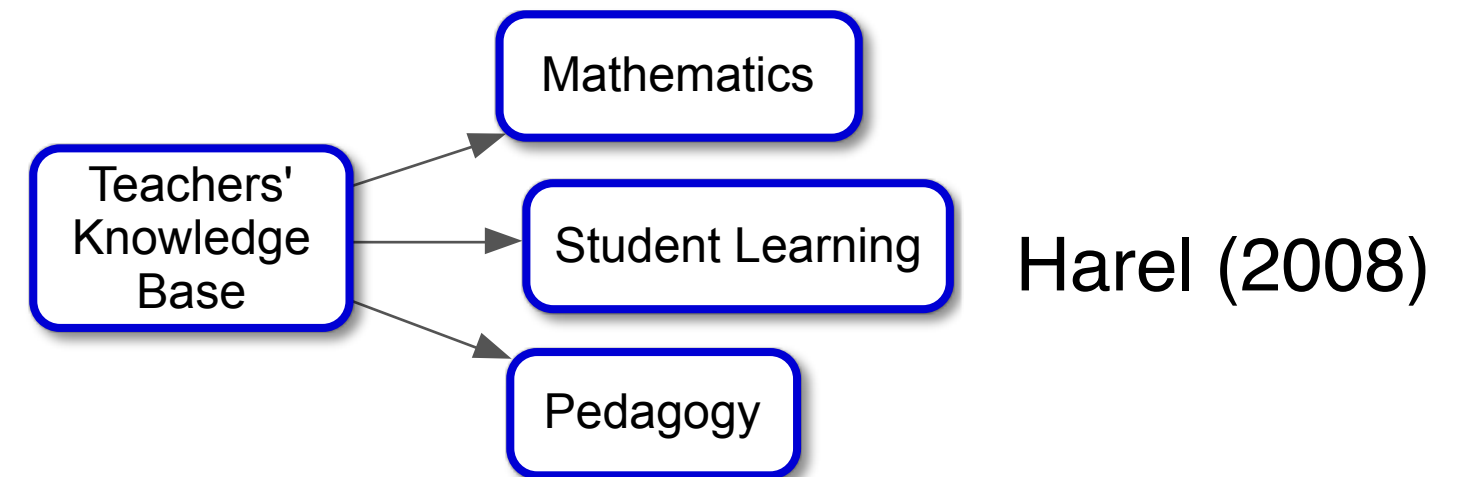 Mathematics
Teachers'
Knowledge
Base
Student Learning
Harel (2008)
Pedagogy